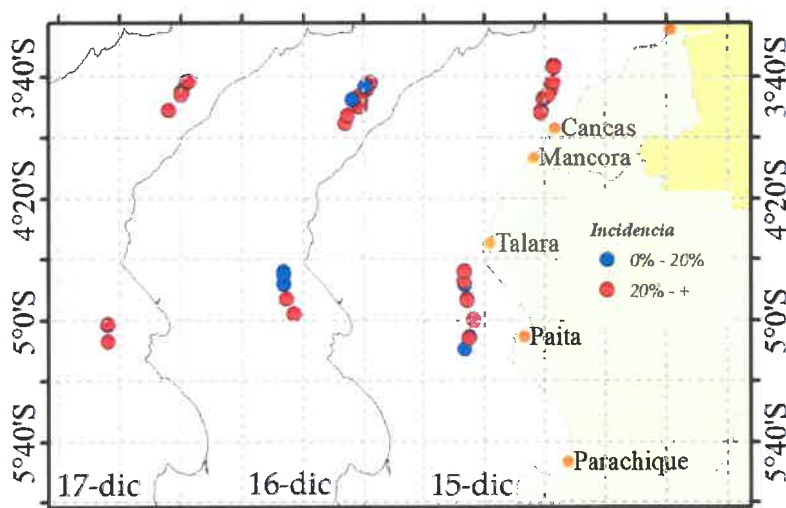 3°40'S
3°40'S
Cancas
Mancora
4°20'S
4°20'S
Talara
Incidencia
0% - 20%
20% - +
5°0'S
5°0'S
Paita
5°40'S
5°40'S
Parachique
17-dic
16-dic
15-dic